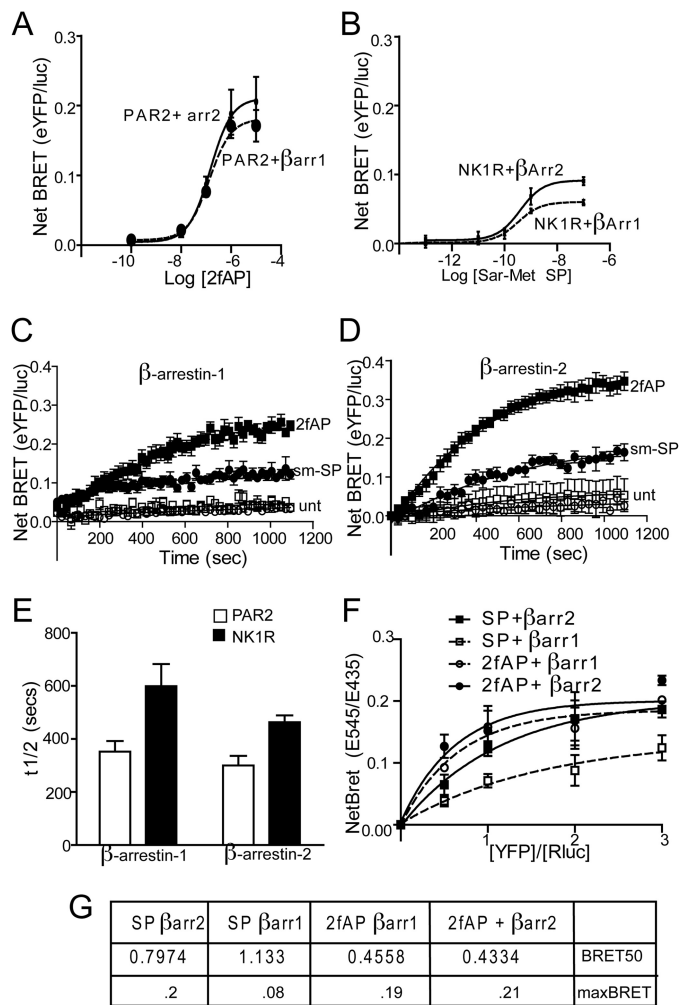 A
Net BRET (eYFP/luc)
0.3
0.2
0.1
0.0
PAR2+ arr2
PAR2+βarr1
-10
-8
-6
-4
Log [2fAP]
B
Net BRET (eYFP/luc)
0.3
0.2
0.1
0.0
NK1R+βArr2
NK1R+βArr1
-12
-10
-8
-6
Log [Sar-Met SP]
C
β-arrestin-1
Net BRET (eYFP/luc)
0.4
0.3
0.2
0.1
0.0
2fAP
sm-SP
unt
200 400 600 800 1000 1200
Time (sec)
D
β-arrestin-2
Net BRET (eYFP/luc)
0.4
0.3
0.2
0.1
0.0
2fAP
sm-SP
unt
200 400 600 800 1000 1200
Time (sec)
E
PAR2
NK1R
t1/2 (secs)
800
600
400
200
0
β-arrestin-1
β-arrestin-2
F
SP+βarr2
SP+βarr1
2fAP+βarr1
2fAP+βarr2
NetBret (E545/E435)
0.3
0.2
0.1
0.00
1
2
3
[YFP]/[Rluc]
G
SP βarr2 SP βarr1 2fAP βarr1 2fAP + βarr2
0.7974 1.133 0.4558 0.4334 BRET50
.2 .08 .19 .21 maxBRET